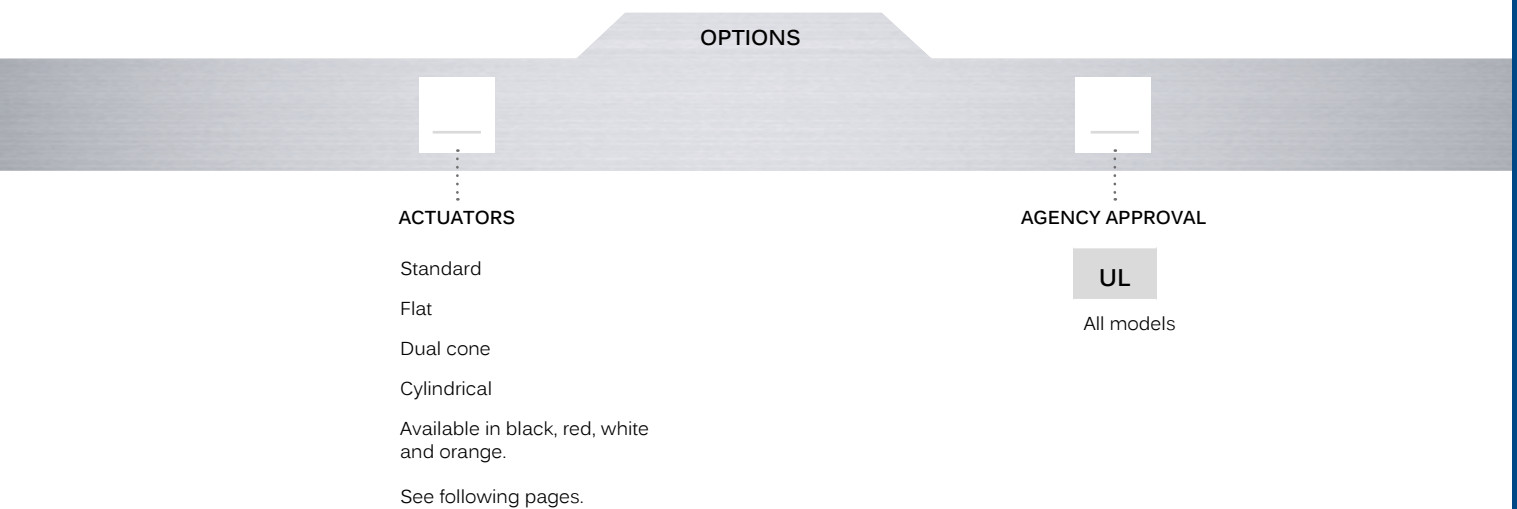 OPTIONS
ACTUATORS
Standard
Flat
Dual cone
Cylindrical
Available in black, red, white
and orange.
See following pages.
AGENCY APPROVAL
UL
All models